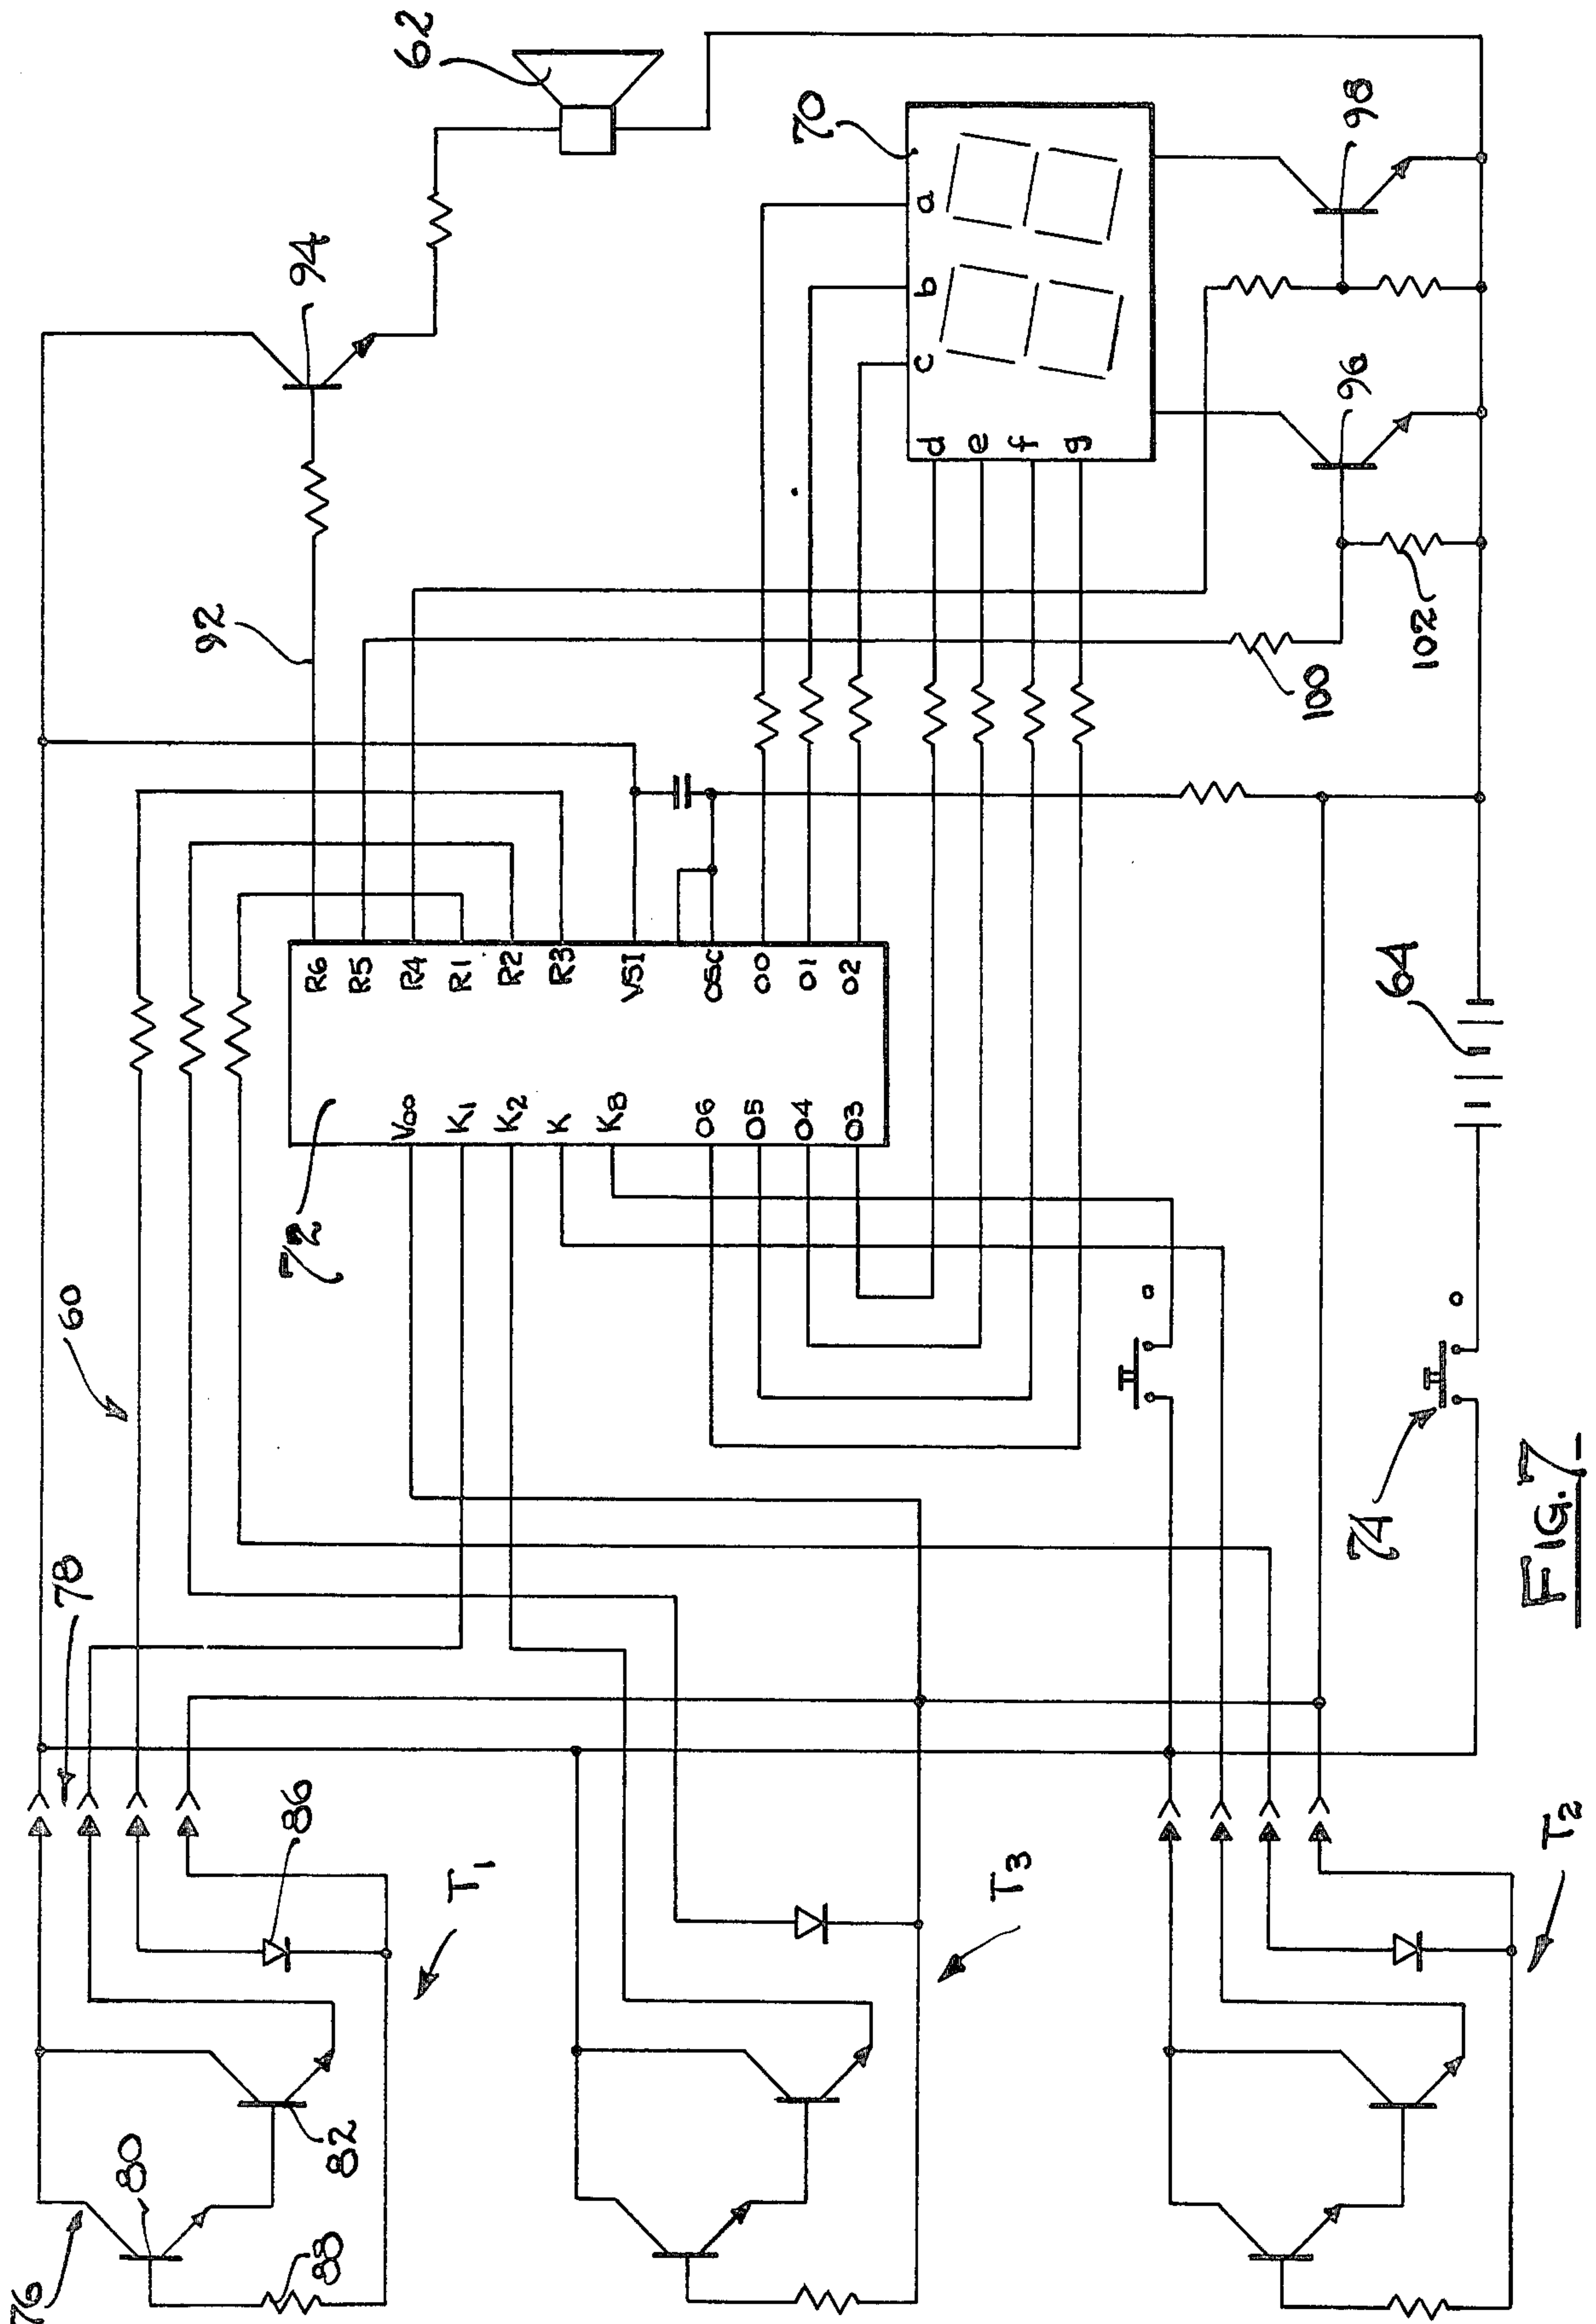 62
94
70
98
92
a
b
c
d
e
f
g
96
100
102
R6
R5
R4
R1
R2
R3
VSI
OSC
O0
O1
O2
72
VDD
K1
K2
K
K8
O6
O5
O4
O3
60
64
78
74
86
T1
T3
T2
80
82
88
76
FIG. 7